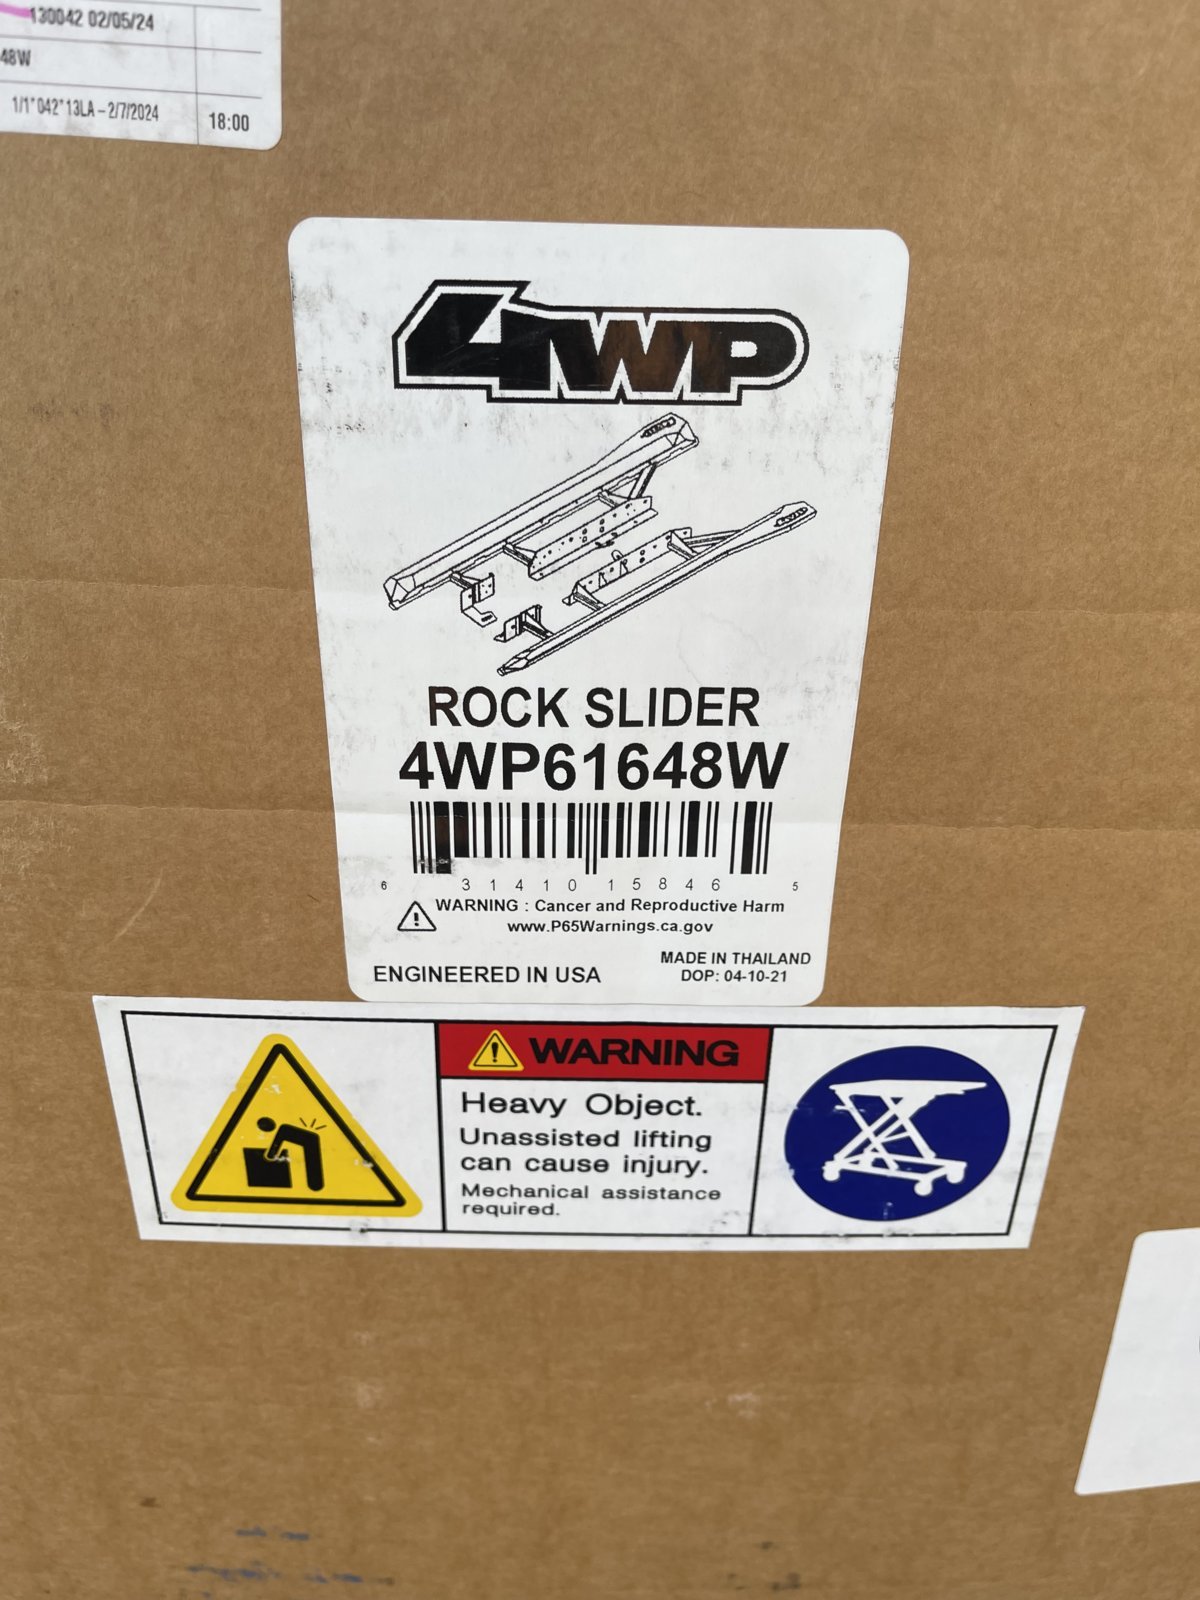 130042 02/05/24
48W
1/1*042*13LA – 2/7/2024
18:00
4WP
ROCK SLIDER
4WP61648W
6 31410 15846 5
WARNING : Cancer and Reproductive Harm
www.P65Warnings.ca.gov
ENGINEERED IN USA
MADE IN THAILAND
DOP: 04-10-21
WARNING
Heavy Object.
Unassisted lifting
can cause injury.
Mechanical assistance
required.